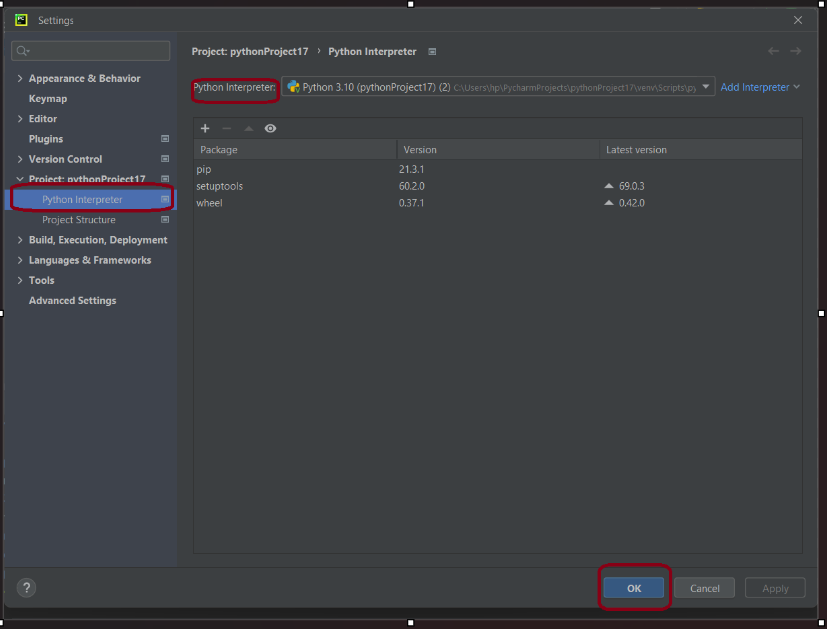 PC Settings
Project: pythonProject17 › Python Interpreter
Appearance & Behavior
Keymap
Editor
Plugins
Version Control
Project: pythonProject17
Python Interpreter
Project Structure
Build, Execution, Deployment
Languages & Frameworks
Tools
Advanced Settings
Python Interpreter: Python 3.10 (pythonProject17) (2) C:\Users\hp\PycharmProjects\pythonProject17\venv\Scripts\py Add Interpreter
Package Version Latest version
pip 21.3.1
setuptools 60.2.0 69.0.3
wheel 0.37.1 0.42.0
? OK Cancel Apply